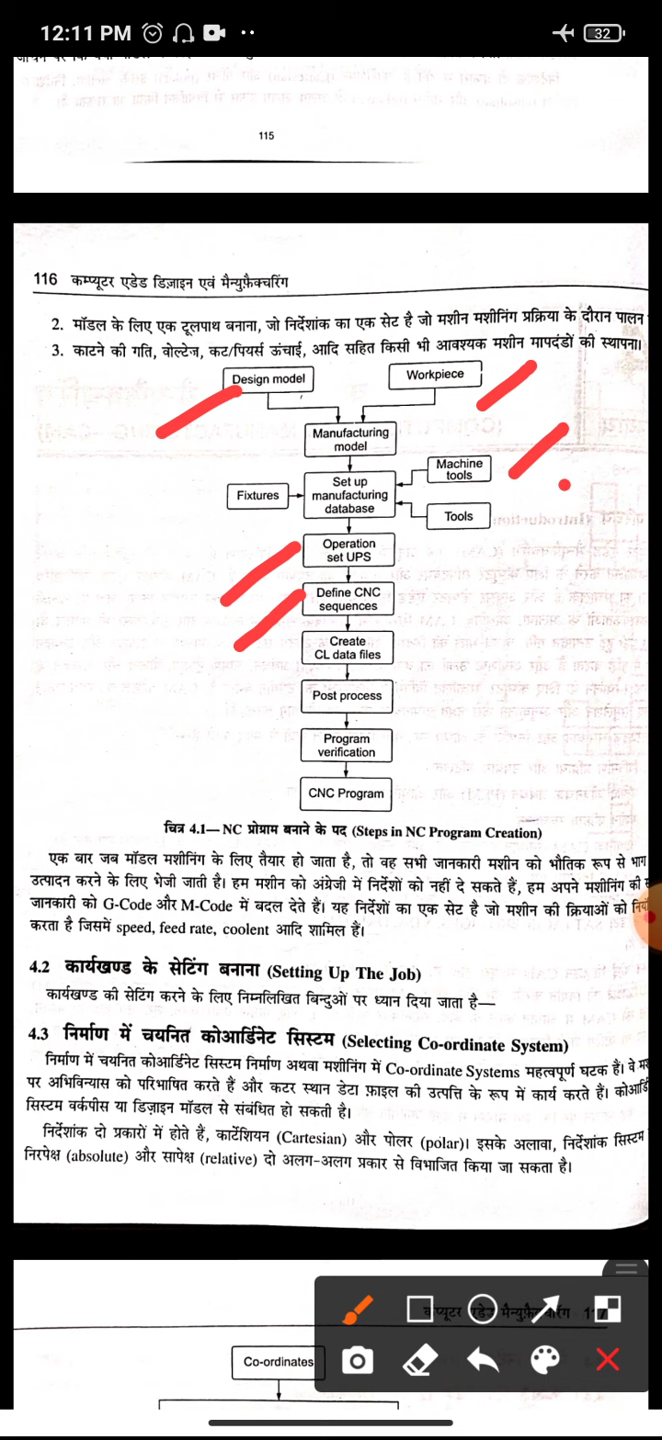 12:11 PM
32
115
116 कम्प्यूटर एडेड डिज़ाइन एवं मैन्युफ़ैक्चरिंग
2. मॉडल के लिए एक टूलपाथ बनाना, जो निर्देशांक का एक सेट है जो मशीन मशीनिंग प्रक्रिया के दौरान पालन
3. काटने की गति, वोल्टेज, कट/पियर्स ऊंचाई, आदि सहित किसी भी आवश्यक मशीन मापदंडों की स्थापना।
Design model
Workpiece
Manufacturing
model
Machine
tools
Fixtures
Set up
manufacturing
database
Tools
Operation
set UPS
Define CNC
sequences
Create
CL data files
Post process
Program
verification
CNC Program
चित्र 4.1— NC प्रोग्राम बनाने के पद (Steps in NC Program Creation)
एक बार जब मॉडल मशीनिंग के लिए तैयार हो जाता है, तो वह सभी जानकारी मशीन को भौतिक रूप से भाग
उत्पादन करने के लिए भेजी जाती है। हम मशीन को अंग्रेजी में निर्देशों को नहीं दे सकते हैं, हम अपने मशीनिंग की
जानकारी को G-Code और M-Code में बदल देते हैं। यह निर्देशों का एक सेट है जो मशीन की क्रियाओं को
करता है जिसमें speed, feed rate, coolent आदि शामिल हैं।
4.2 कार्यखण्ड के सेटिंग बनाना (Setting Up The Job)
कार्यखण्ड की सेटिंग करने के लिए निम्नलिखित बिन्दुओं पर ध्यान दिया जाता है—
4.3 निर्माण में चयनित कोआर्डिनेट सिस्टम (Selecting Co-ordinate System)
निर्माण में चयनित कोआर्डिनेट सिस्टम निर्माण अथवा मशीनिंग में Co-ordinate Systems महत्वपूर्ण घटक हैं। वे
पर अभिविन्यास को परिभाषित करते हैं और कटर स्थान डेटा फ़ाइल की उत्पत्ति के रूप में कार्य करते हैं।
सिस्टम वर्कपीस या डिज़ाइन मॉडल से संबंधित हो सकती है।
निर्देशांक दो प्रकारों में होते हैं, कार्टेशियन (Cartesian) और पोलर (polar)। इसके अलावा, निर्देशांक सिस्टम
निरपेक्ष (absolute) और सापेक्ष (relative) दो अलग-अलग प्रकार से विभाजित किया जा सकता है।
Co-ordinates